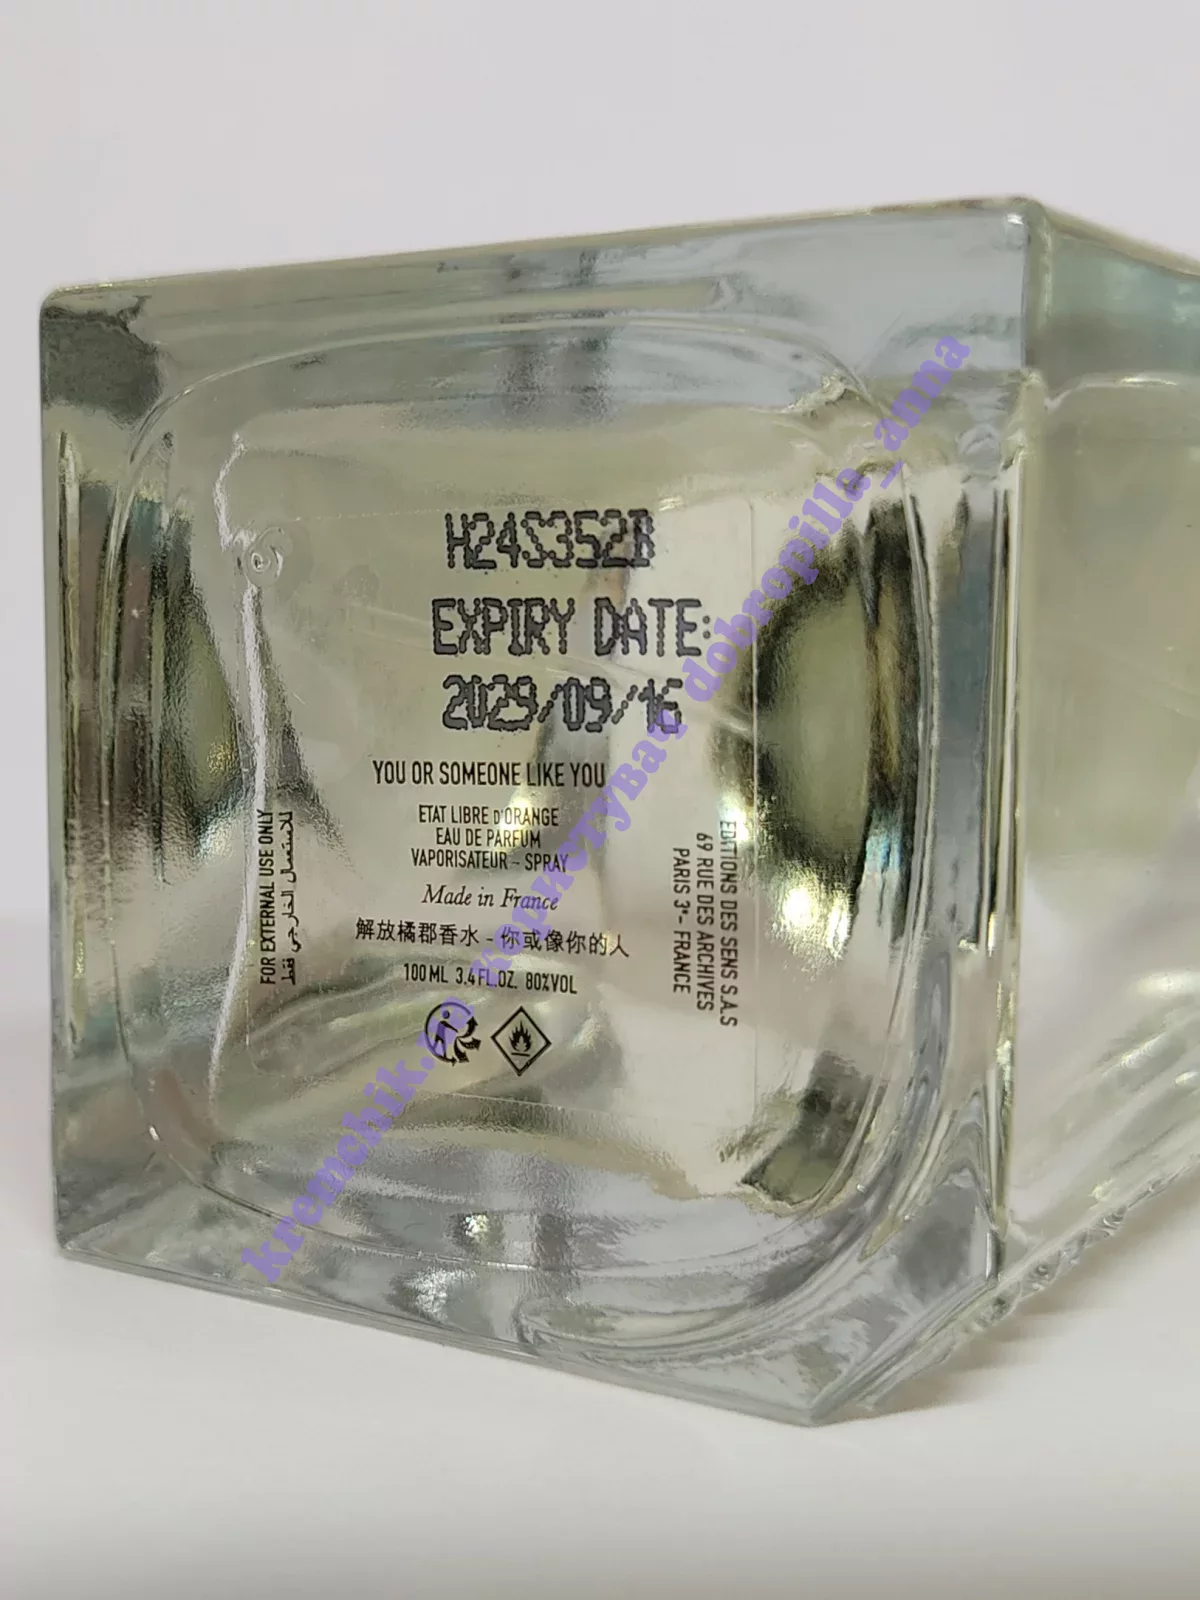 H24S352B
EXPIRY DATE:
2029/09/16
YOU OR SOMEONE LIKE YOU
ETAT LIBRE D'ORANGE
EAU DE PARFUM
VAPORISATEUR - SPRAY
Made in France
解放橘郡香水 - 你或像你的人
100 ML 3.4 FL.OZ. 80%VOL
FOR EXTERNAL USE ONLY
للاستعمال الخارجي فقط
EDITIONS DES SENS S.A.S
69 RUE DES ARCHIVES
PARIS 3e - FRANCE
користувач dobropillia_anna